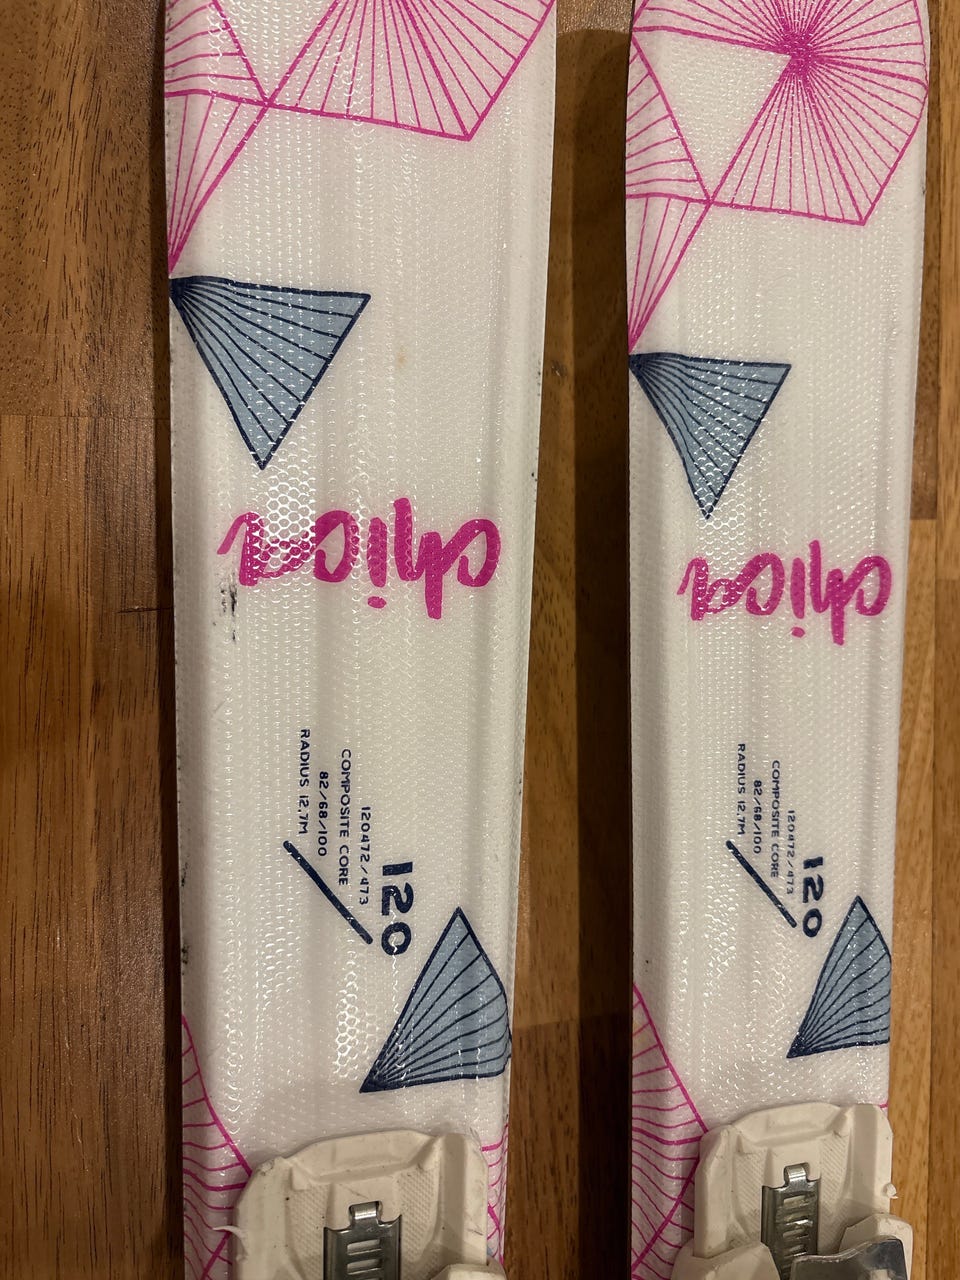 chica
120
120472/473
COMPOSITE CORE
82/68/100
RADIUS 12,7M
chica
120
120472/473
COMPOSITE CORE
82/68/100
RADIUS 12,7M